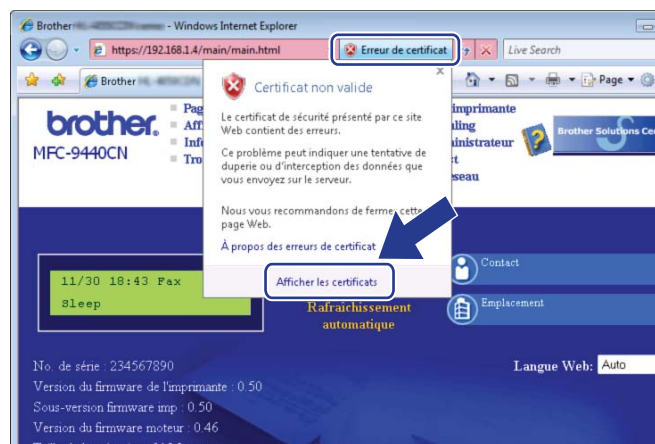 Brother - Windows Internet Explorer
https://192.168.1.4/main/main.html
Erreur de certificat
Live Search
Brother
Page
Certificat non valide
Le certificat de sécurité présenté par ce site
Web contient des erreurs.
Ce problème peut indiquer une tentative de
duperie ou d'interception des données que
vous envoyez sur le serveur.
Nous vous recommandons de fermer cette
page Web.
À propos des erreurs de certificat
Afficher les certificats
brother.
MFC-9440CN
Pag
Aff
Inf
Tro
imprimante
Brother Solutions Cen
11/30 18:43 Fax
Sleep
Rafraîchissement
automatique
Contact
Emplacement
No. de série : 234567890
Langue Web: Auto
Version du firmware de l'imprimante : 0.50
Sous-version firmware imp : 0.50
Version du firmware moteur : 0.46